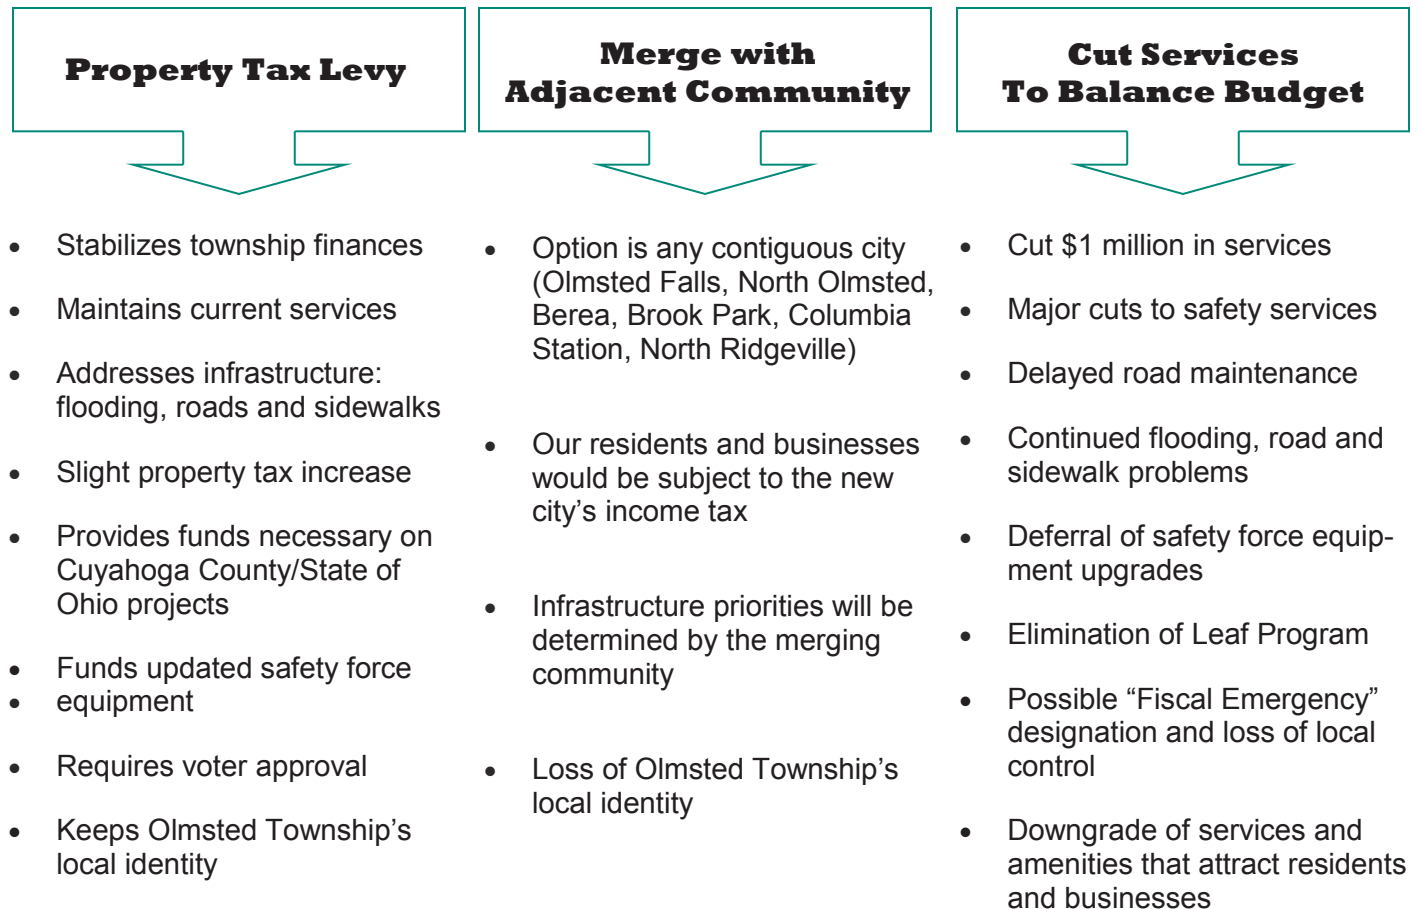 Property Tax Levy
• Stabilizes township finances
• Maintains current services
• Addresses infrastructure:
flooding, roads and sidewalks
• Slight property tax increase
• Provides funds necessary on
Cuyahoga County/State of
Ohio projects
• Funds updated safety force
• equipment
• Requires voter approval
• Keeps Olmsted Township's
local identity
Merge with
Adjacent Community
• Option is any contiguous city
(Olmsted Falls, North Olmsted,
Berea, Brook Park, Columbia
Station, North Ridgeville)
• Our residents and businesses
would be subject to the new
city's income tax
• Infrastructure priorities will be
determined by the merging
community
• Loss of Olmsted Township's
local identity
Cut Services
To Balance Budget
• Cut $1 million in services
• Major cuts to safety services
• Delayed road maintenance
• Continued flooding, road and
sidewalk problems
• Deferral of safety force equip-
ment upgrades
• Elimination of Leaf Program
• Possible “Fiscal Emergency”
designation and loss of local
control
• Downgrade of services and
amenities that attract residents
and businesses